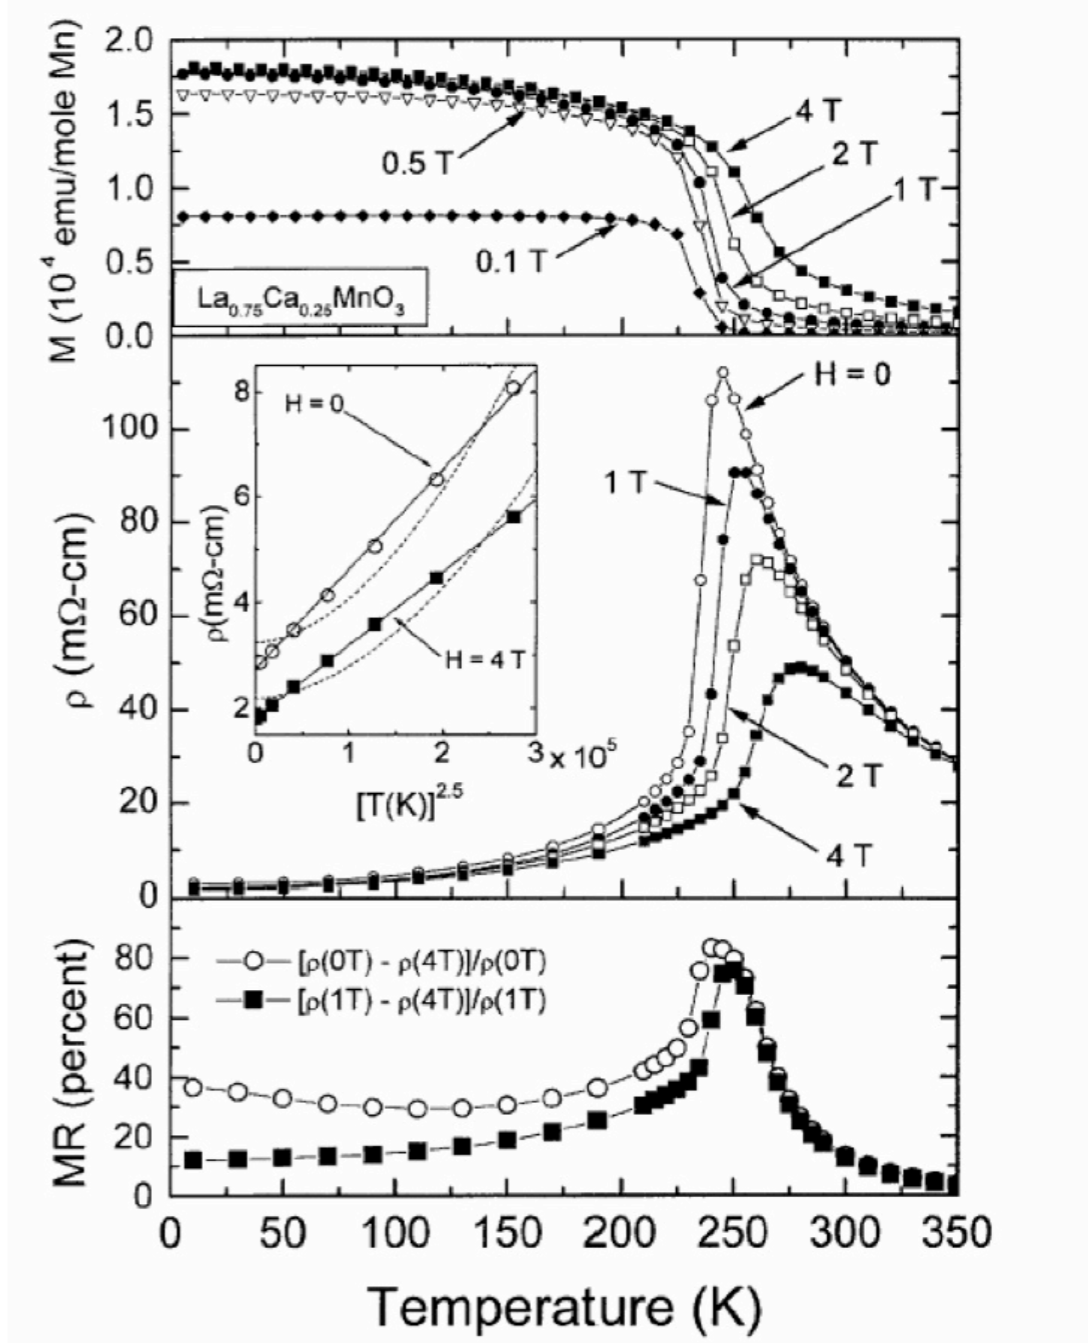 M (10⁴ emu/mole Mn)
2.0
1.5
1.0
0.5
0.0
4 T
2 T
1 T
0.5 T
0.1 T
La₀.₇₅Ca₀.₂₅MnO₃
ρ (mΩ-cm)
100
80
60
40
20
0
H = 0
1 T
2 T
4 T
ρ(mΩ-cm)
8
6
4
2
H = 0
H = 4 T
0 1 2 3 x 10⁵
[T(K)]²·⁵
MR (percent)
80
60
40
20
0
[ρ(0T) - ρ(4T)]/ρ(0T)
[ρ(1T) - ρ(4T)]/ρ(1T)
0 50 100 150 200 250 300 350
Temperature (K)